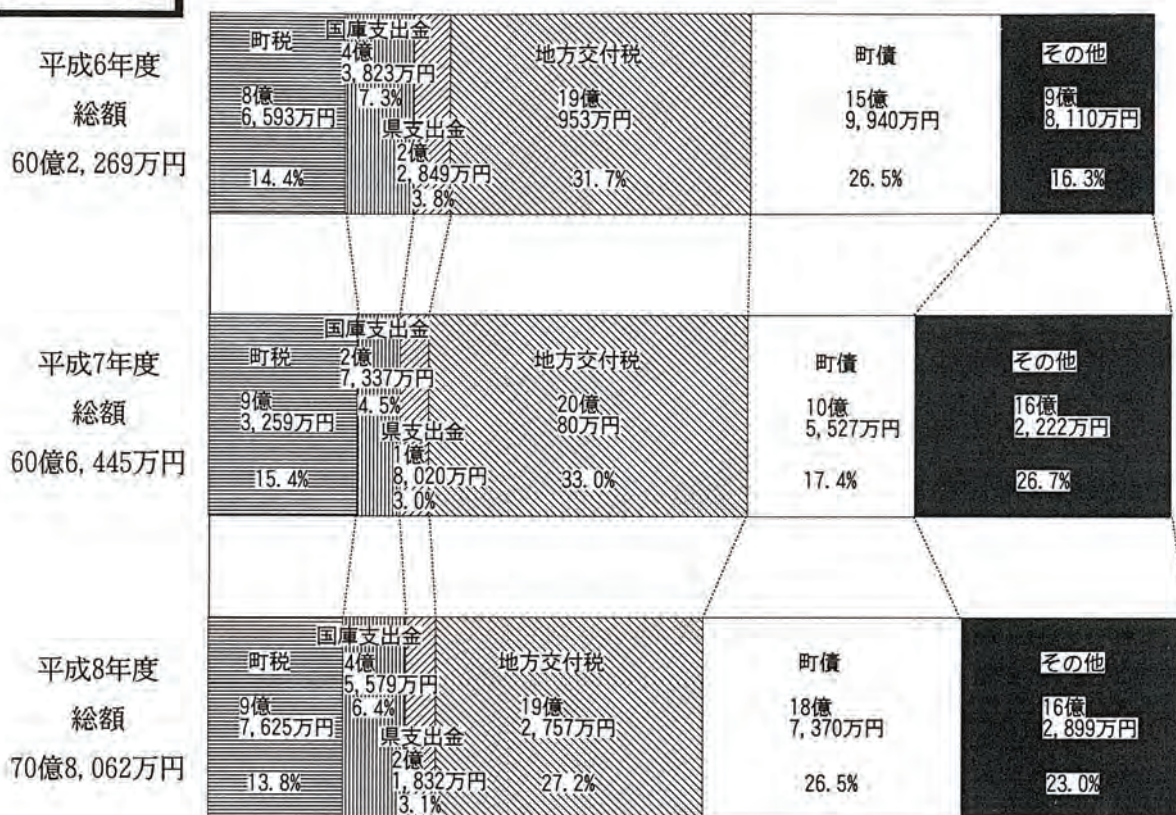 平成6年度
総額
60億2,269万円
町税
8億
6,593万円
14.4%
国庫支出金
4億
3,823万円
7.3%
県支出金
2億
2,849万円
3.8%
地方交付税
19億
953万円
31.7%
町債
15億
9,940万円
26.5%
その他
9億
8,110万円
16.3%
平成7年度
総額
60億6,445万円
町税
9億
3,259万円
15.4%
国庫支出金
2億
7,337万円
4.5%
県支出金
1億
8,020万円
3.0%
地方交付税
20億
80万円
33.0%
町債
10億
5,527万円
17.4%
その他
16億
2,222万円
26.7%
平成8年度
総額
70億8,062万円
町税
9億
7,625万円
13.8%
国庫支出金
4億
5,579万円
6.4%
県支出金
2億
1,832万円
3.1%
地方交付税
19億
2,757万円
27.2%
町債
18億
7,370万円
26.5%
その他
16億
2,899万円
23.0%